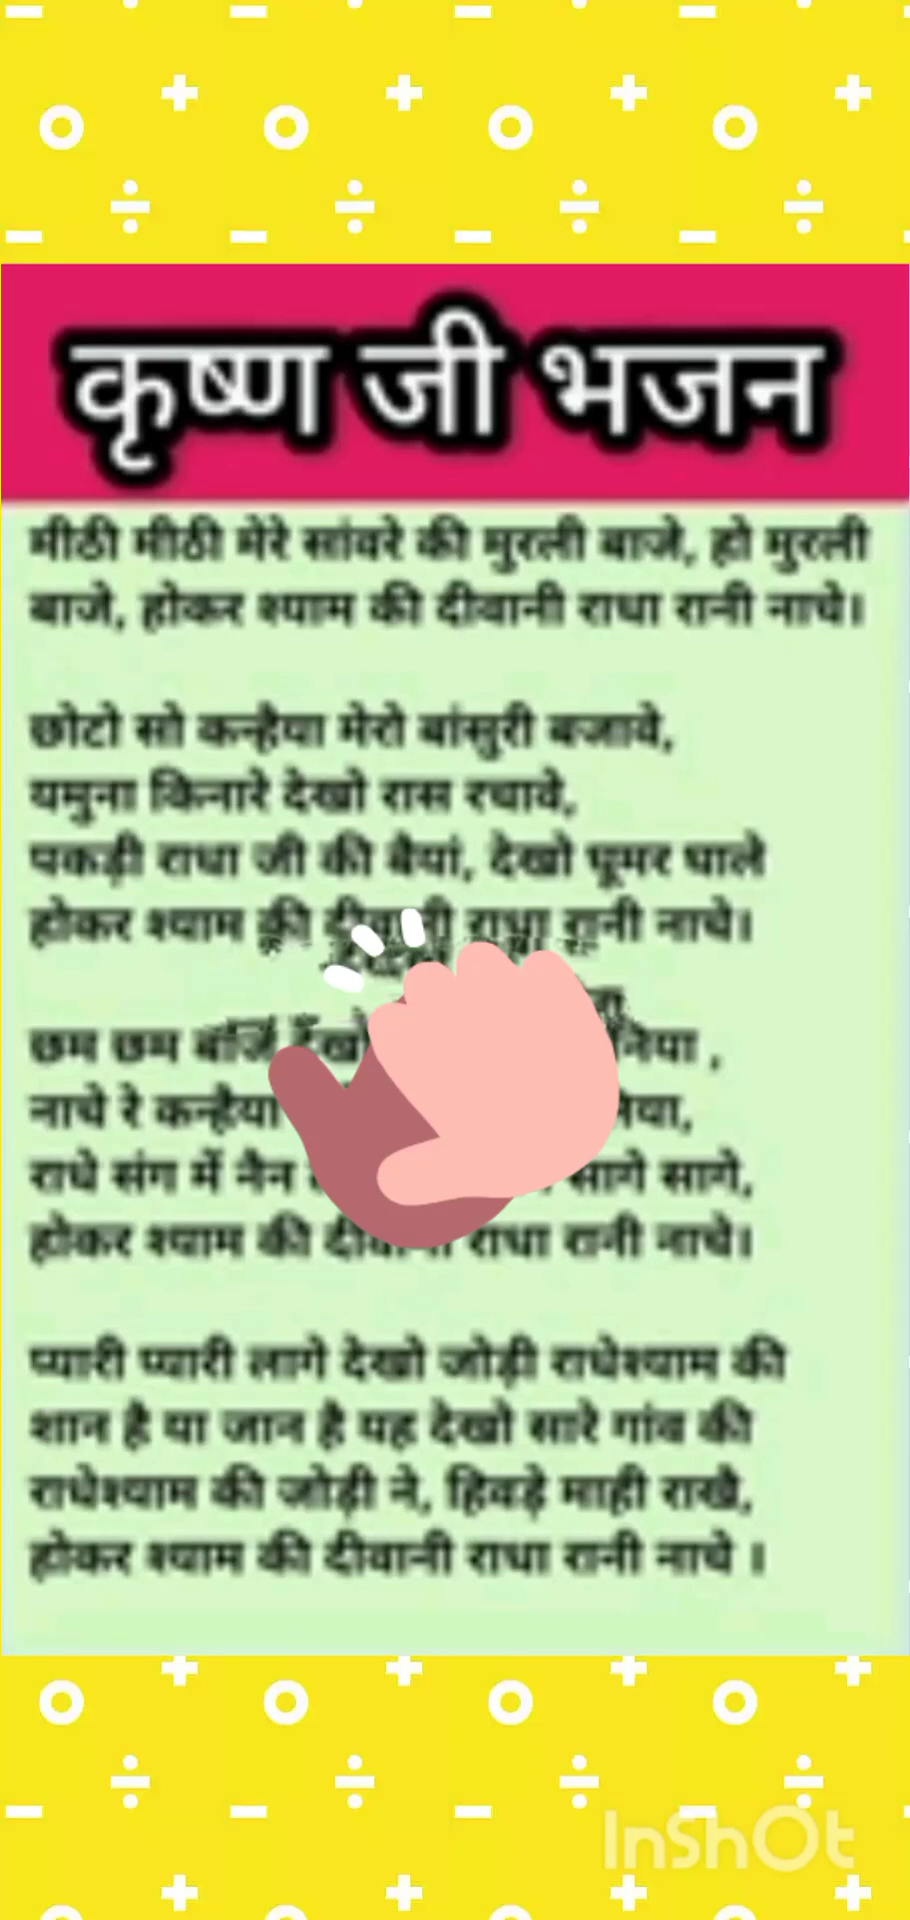 कृष्ण जी भजन
मीठी मीठी मेरे सांवरे की मुरली बाजे, हो मुरली
बाजे, होकर श्याम की दीवानी राधा रानी नाचे।
छोटो सो कन्हैया मेरो बांसुरी बजावे,
यमुना किनारे देखो रास रचावे,
पकड़ी राधा जी की बैयां, देखो घूमर घाले
होकर श्याम की दीवानी राधा रानी नाचे।
छम छम बाजे देखो
नाचे रे कन्हैया
राधे संग में नैन सागे सागे,
होकर श्याम की दीवानी राधा रानी नाचे।
प्यारी प्यारी लागे देखो जोड़ी राधेश्याम की
शान है या जान है यह देखो सारे गांव की
राधेश्याम की जोड़ी ने, हिवड़े माही राखै,
होकर श्याम की दीवानी राधा रानी नाचे ।
InShOt